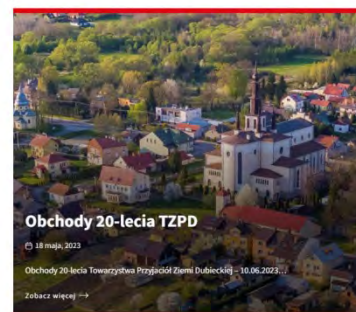 Obchody 20-lecia TZPD
18 maja, 2023
Obchody 20-lecia Towarzystwa Przyjaciół Ziemi Dubieckiej – 10.06.2023…
Zobacz więcej →